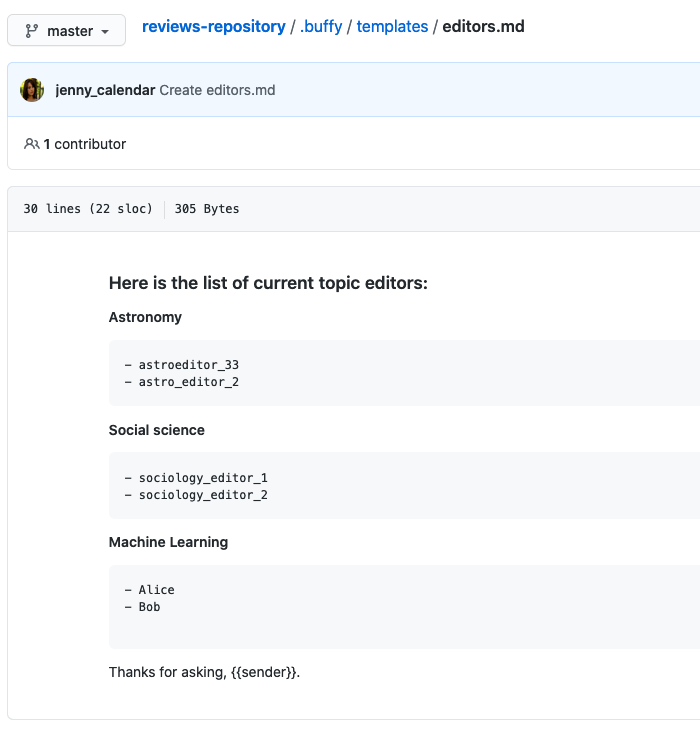 master
reviews-repository / .buffy / templates / editors.md
jenny_calendar Create editors.md
1 contributor
30 lines (22 sloc) 305 Bytes
Here is the list of current topic editors:
Astronomy
- astroeditor_33
- astro_editor_2
Social science
- sociology_editor_1
- sociology_editor_2
Machine Learning
- Alice
- Bob
Thanks for asking, {{sender}}.